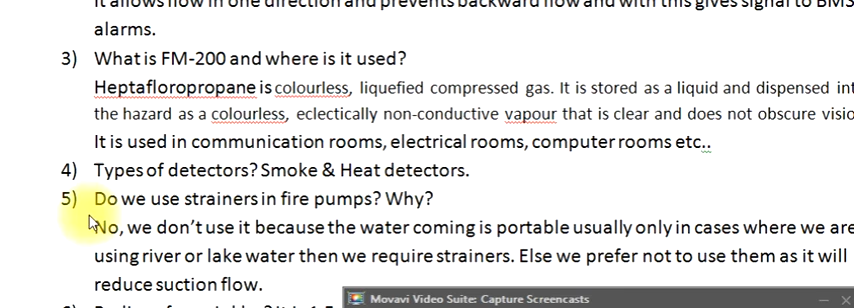 It allows flow in one direction and prevents backward flow and with this gives signal to BMS
alarms.
3) What is FM-200 and where is it used?
Heptafloropropane is colourless, liquefied compressed gas. It is stored as a liquid and dispensed int
the hazard as a colourless, eclectically non-conductive vapour that is clear and does not obscure visio
It is used in communication rooms, electrical rooms, computer rooms etc..
4) Types of detectors? Smoke & Heat detectors.
5) Do we use strainers in fire pumps? Why?
No, we don't use it because the water coming is portable usually only in cases where we are
using river or lake water then we require strainers. Else we prefer not to use them as it will
reduce suction flow.
Movavi Video Suite: Capture Screencasts